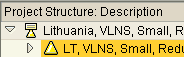 Project Structure: Description
Lithuania, VLNS, Small, R
LT, VLNS, Small, Redu